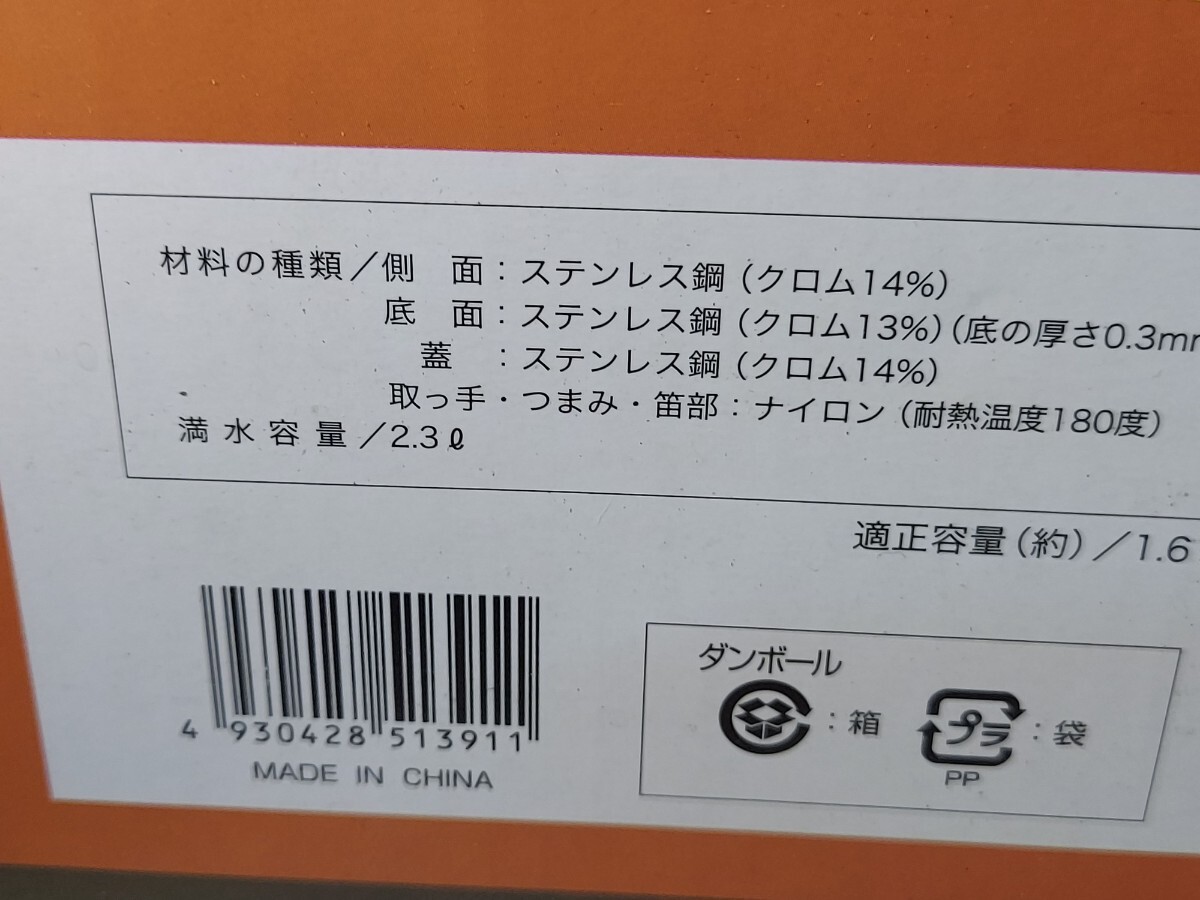 材料の種類／側 面：ステンレス鋼（クロム14%）
底 面：ステンレス鋼（クロム13%）（底の厚さ0.3mm
蓋 ：ステンレス鋼（クロム14%）
取っ手・つまみ・笛部：ナイロン（耐熱温度180度）
満水容量／2.3ℓ
適正容量（約）／1.6
4 930428 513911
MADE IN CHINA
ダンボール
：箱
プラ
：袋
PP